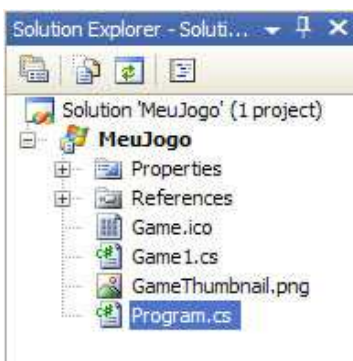 Solution Explorer - Soluti...
Solution 'MeuJogo' (1 project)
MeuJogo
Properties
References
Game.ico
Game1.cs
GameThumbnail.png
Program.cs